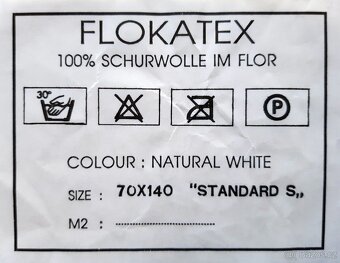 FLOKATEX
100% SCHURWOLLE IM FLOR
30°
P
COLOUR : NATURAL WHITE
SIZE : 70X140 "STANDARD S„
M2 : ........................